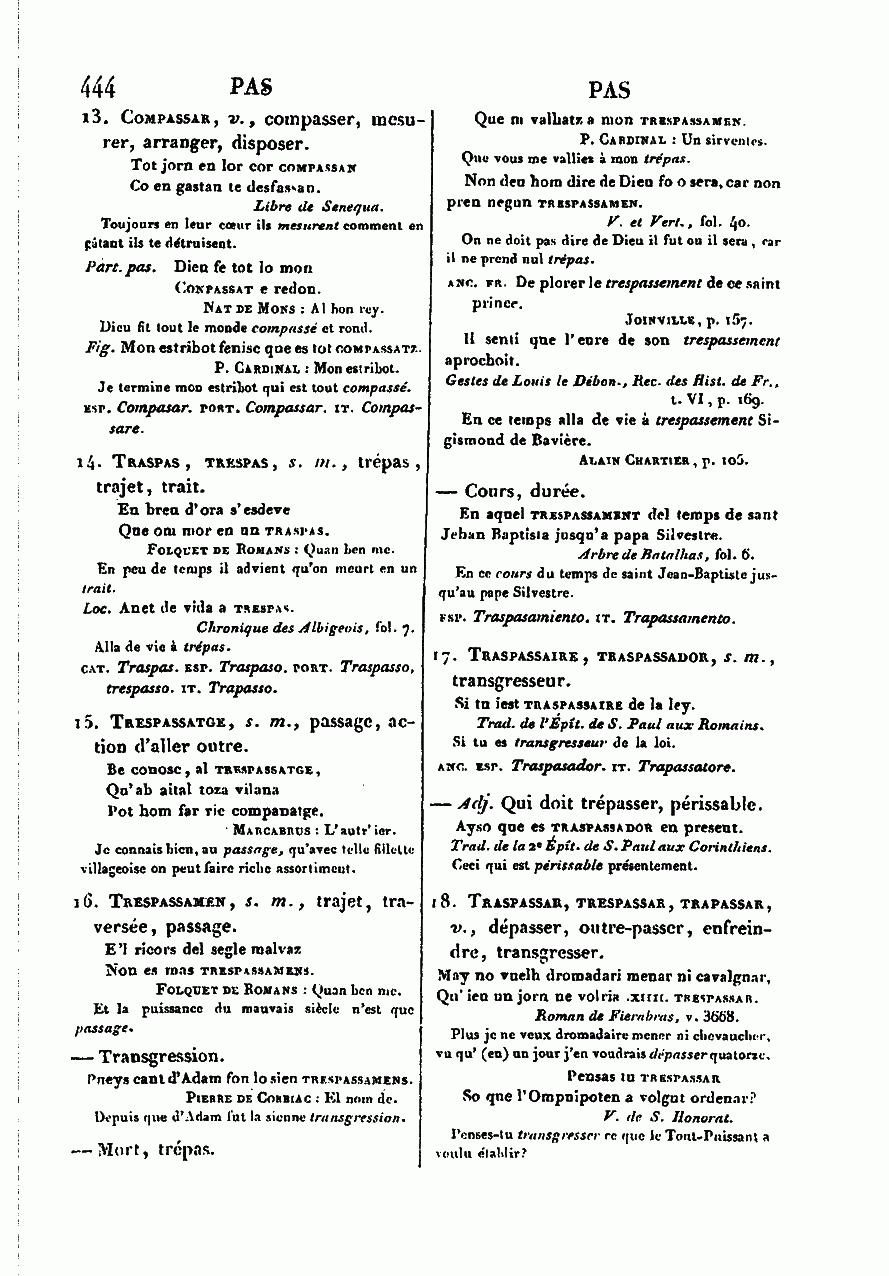 444 PAS PAS
13. Compassar, v., compasser, mesu-
rer, arranger, disposer.
Tot jorn en lor cor compassan
Co en gastan te desfassan.
Libre de Senequa.
Toujours en leur cœur ils mesurent comment en
gâtant ils te détruisent.
Part. pas. Dieu fe tot lo mon
Compassat e redon.
Nat de Mons : Al bon rey.
Dieu fit tout le monde compassé et rond.
Fig. Mon estribot fenisc que es tot compassatz.
P. Cardinal : Mon estribot.
Je termine mon estribot qui est tout compassé.
esp. Compasar. port. Compassar. it. Compas-
sare.
14. Traspas, trespas, s. m., trépas,
trajet, trait.
En breu d'ora s'esdeve
Que om mor en un traspas.
Folquet de Romans : Quan ben me.
En peu de temps il advient qu'on meurt en un
trait.
Loc. Anet de vida a trespas.
Chronique des Albigeois, fol. 7.
Alla de vie à trépas.
cat. Traspas. esp. Traspaso. port. Traspasso,
trespasso. it. Trapasso.
15. Trespassatge, s. m., passage, ac-
tion d'aller outre.
Be conosc, al trespassatge,
Qu'ab aital toza vilana
Pot hom far ric companatge.
Marcabrus : L'autr'ier.
Je connais bien, au passage, qu'avec telle fillette
villageoise on peut faire riche assortiment.
16. Trespassamen, s. m., trajet, tra-
versée, passage.
E'l ricors del segle malvaz
Non es mas trespassamens.
Folquet de Romans : Quan ben me.
Et la puissance du mauvais siècle n'est que
passage.
— Transgression.
Pueys cant d'Adam fon lo sien trespassamens.
Pierre de Corbiac : El nom de.
Depuis que d'Adam fut la sienne transgression.
— Mort, trépas.
Que m valhatz a mon trespassamen.
P. Cardinal : Un sirventes.
Que vous me valliez à mon trépas.
Non deu hom dire de Dieu fo o sera, car non
pren negun trespassamen.
V. et Vert., fol. 40.
On ne doit pas dire de Dieu il fut ou il sera, car
il ne prend nul trépas.
anc. fr. De plorer le trespassement de ce saint
prince.
Joinville, p. 157.
Il senti que l'eure de son trespassement
aprochoit.
Gestes de Louis le Débon., Rec. des Hist. de Fr.,
t. VI, p. 169.
En ce temps alla de vie à trespassement Si-
gismond de Bavière.
Alain Chartier, p. 105.
— Cours, durée.
En aquel trespassament del temps de sant
Jehan Baptista jusqu'a papa Silvestre.
Arbre de Batalhas, fol. 6.
En ce cours du temps de saint Jean-Baptiste jus-
qu'au pape Silvestre.
esp. Traspasamiento. it. Trapassamento.
17. Traspassaire, traspassador, s. m.,
transgresseur.
Si tu iest traspassaire de la ley.
Trad. de l'Épît. de S. Paul aux Romains.
Si tu es transgresseur de la loi.
anc. esp. Traspasador. it. Trapassatore.
— Adj. Qui doit trépasser, périssable.
Ayso que es traspassador en present.
Trad. de la 2e Épît. de S. Paul aux Corinthiens.
Ceci qui est périssable présentement.
18. Traspassar, trespassar, trapassar,
v., dépasser, outre-passer, enfrein-
dre, transgresser.
May no vuelh dromadari menar ni cavalguar,
Qu'ieu un jorn ne volria .xiiii. trespassar.
Roman de Fierabras, v. 3668.
Plus je ne veux dromadaire mener ni chevaucher,
vu qu' (en) un jour j'en voudrais dépasser quatorze.
Pensas tu trespassar
So que l'Ompnipoten a volgut ordenar?
V. de S. Honorat.
Penses-tu transgresser ce que le Tout-Puissant a
voulu établir?